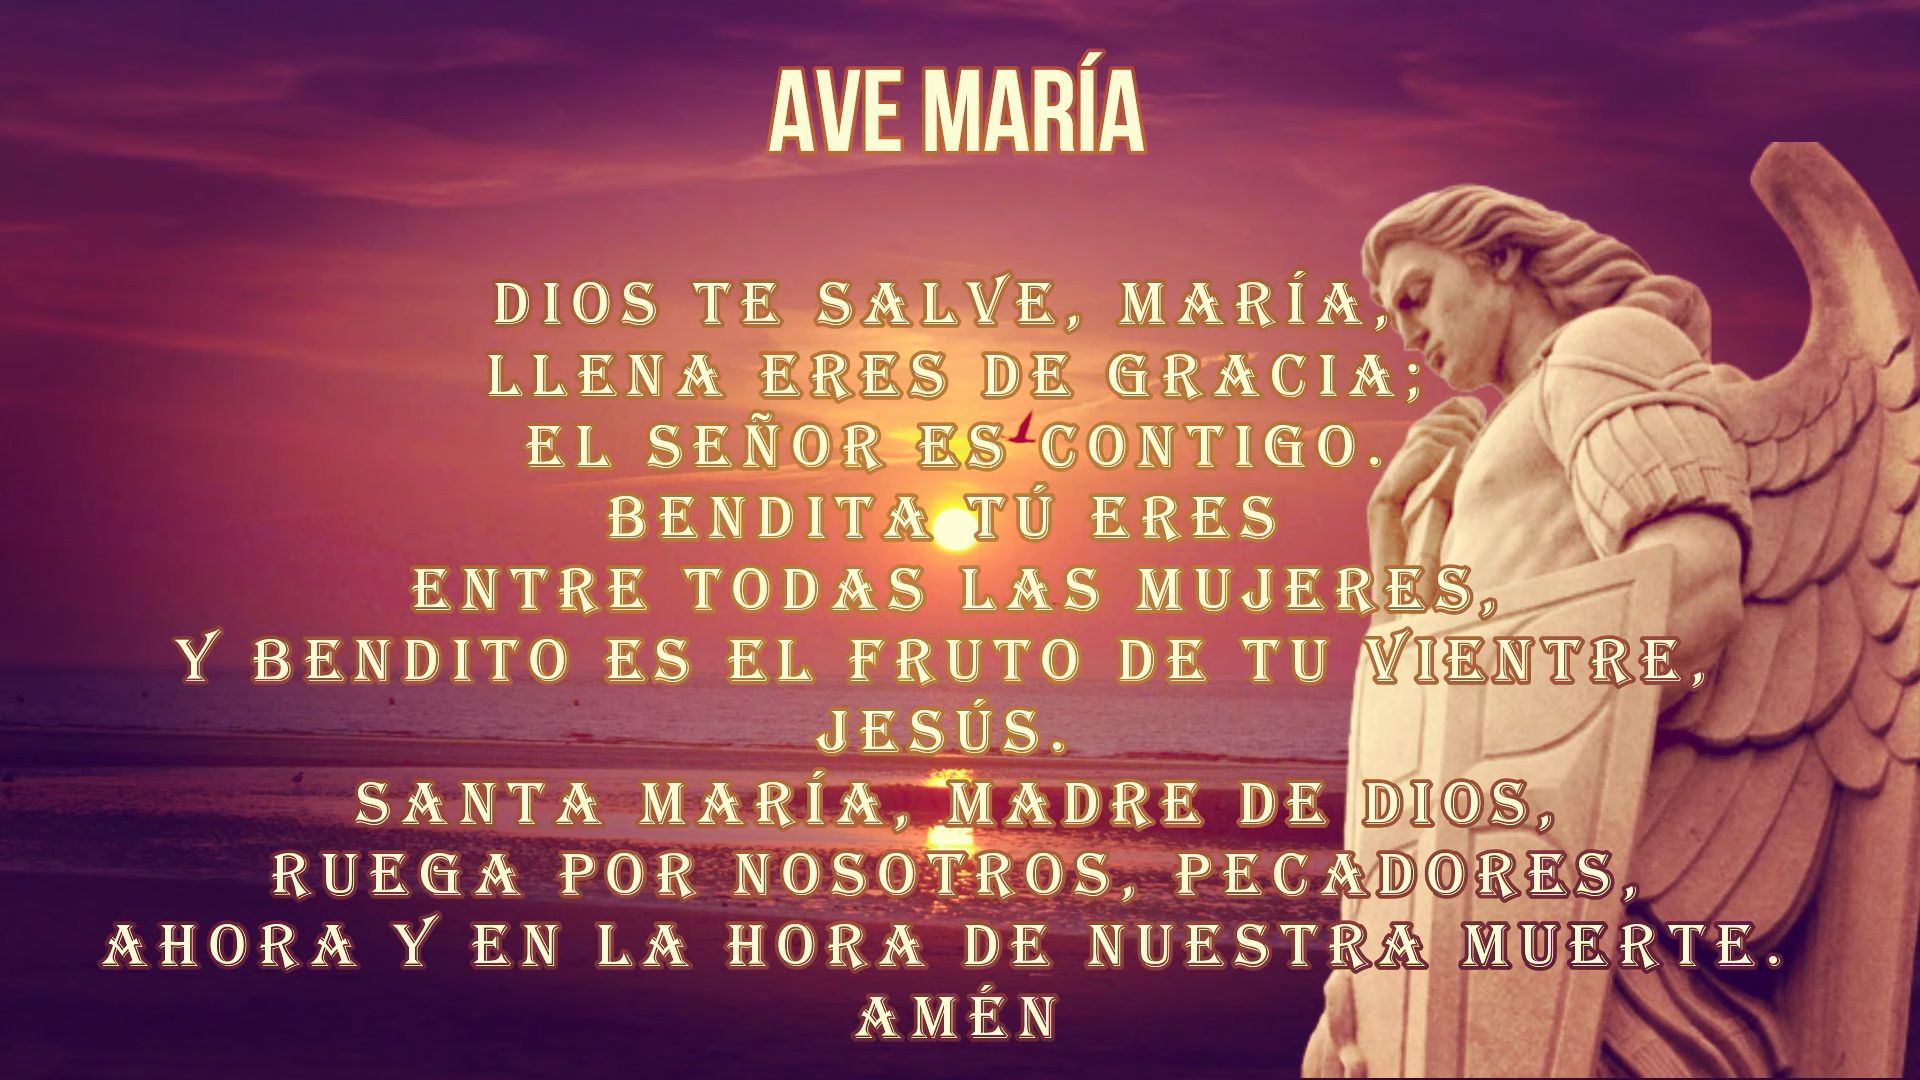 AVE MARÍA
DIOS TE SALVE, MARÍA,
LLENA ERES DE GRACIA;
EL SEÑOR ES CONTIGO.
BENDITA TÚ ERES
ENTRE TODAS LAS MUJERES,
Y BENDITO ES EL FRUTO DE TU VIENTRE,
JESÚS.
SANTA MARÍA, MADRE DE DIOS,
RUEGA POR NOSOTROS, PECADORES,
AHORA Y EN LA HORA DE NUESTRA MUERTE.
AMÉN